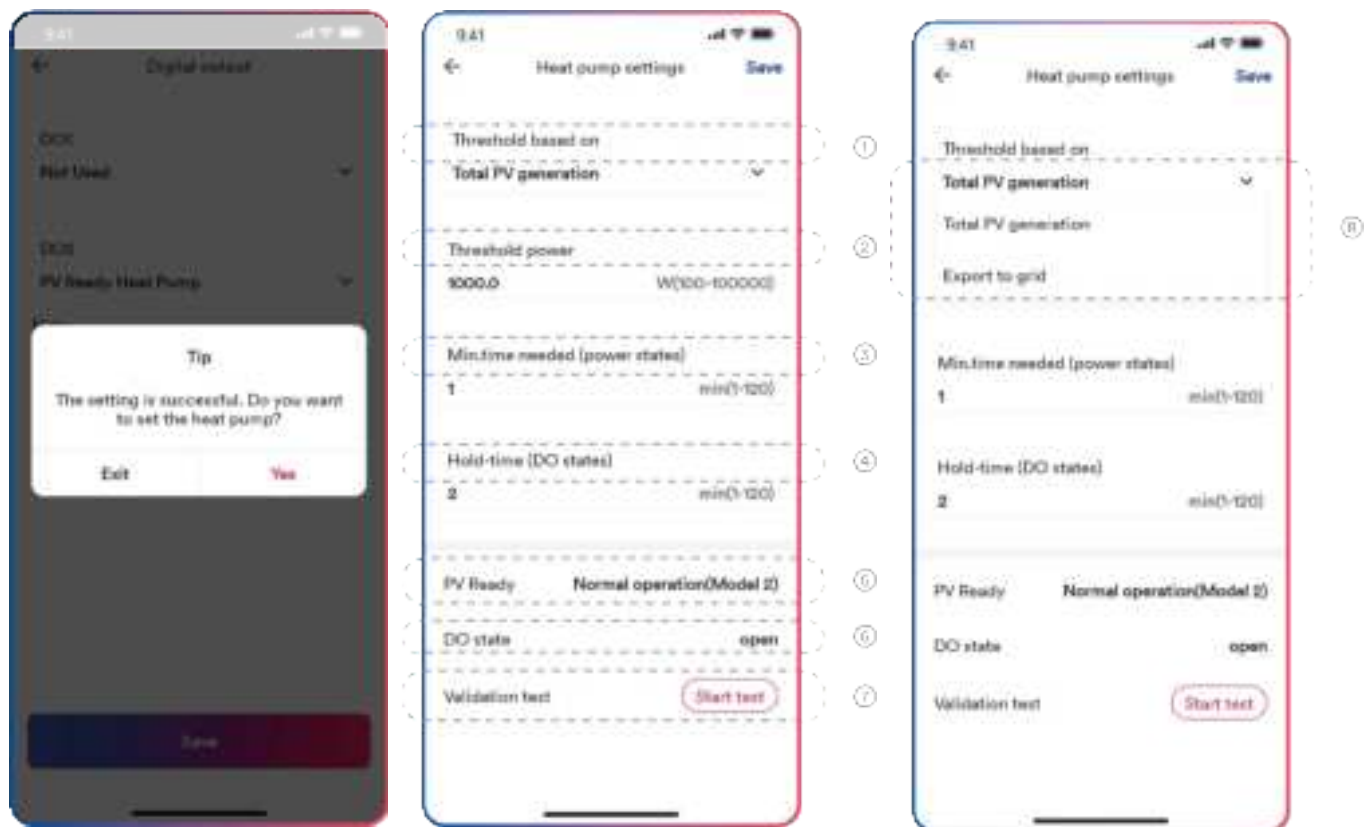 9:41
Digital output
Not Used
PV Ready Heat Pump
Tip
The setting is successful. Do you want
to set the heat pump?
Exit
Yes
Save
9:41
Heat pump settings
Save
Threshold based on
Total PV generation
Threshold power
1000.0
W(100-100000)
Min.time needed (power states)
1
min(1-120)
Hold-time (DO states)
2
min(1-120)
PV Ready
Normal operation(Model 2)
DO state
open
Validation test
Start test
1
2
3
4
5
6
7
9:41
Heat pump settings
Save
Threshold based on
Total PV generation
Total PV generation
Export to grid
Min.time needed (power states)
1
min(1-120)
Hold-time (DO states)
2
min(1-120)
PV Ready
Normal operation(Model 2)
DO state
open
Validation test
Start test
8